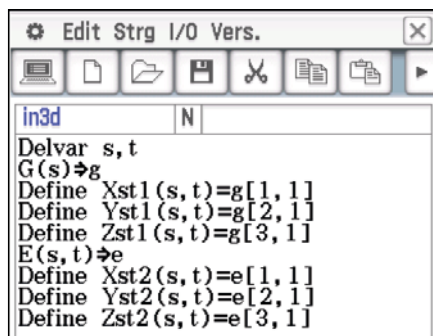 Edit Strg I/O Vers.
in3d N
Delvar s,t
G(s)⇒g
Define Xst1(s,t)=g[1,1]
Define Yst1(s,t)=g[2,1]
Define Zst1(s,t)=g[3,1]
E(s,t)⇒e
Define Xst2(s,t)=e[1,1]
Define Yst2(s,t)=e[2,1]
Define Zst2(s,t)=e[3,1]